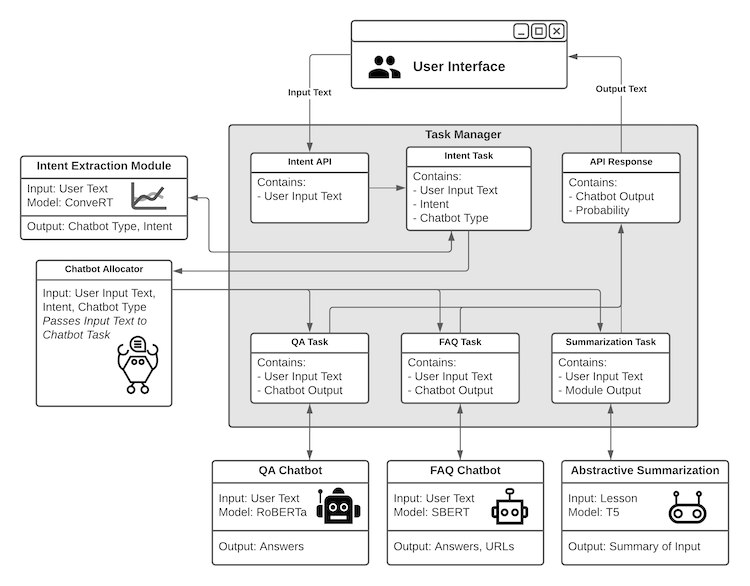 User Interface
Input Text
Output Text
Task Manager
Intent Extraction Module
Input: User Text
Model: ConveRT
Output: Chatbot Type, Intent
Intent API
Contains:
- User Input Text
Intent Task
Contains:
- User Input Text
- Intent
- Chatbot Type
API Response
Contains:
- Chatbot Output
- Probability
Chatbot Allocator
Input: User Input Text,
Intent, Chatbot Type
Passes Input Text to
Chatbot Task
QA Task
Contains:
- User Input Text
- Chatbot Output
FAQ Task
Contains:
- User Input Text
- Chatbot Output
Summarization Task
Contains:
- User Input Text
- Module Output
QA Chatbot
Input: User Text
Model: RoBERTa
Output: Answers
FAQ Chatbot
Input: User Text
Model: SBERT
Output: Answers, URLs
Abstractive Summarization
Input: Lesson
Model: T5
Output: Summary of Input